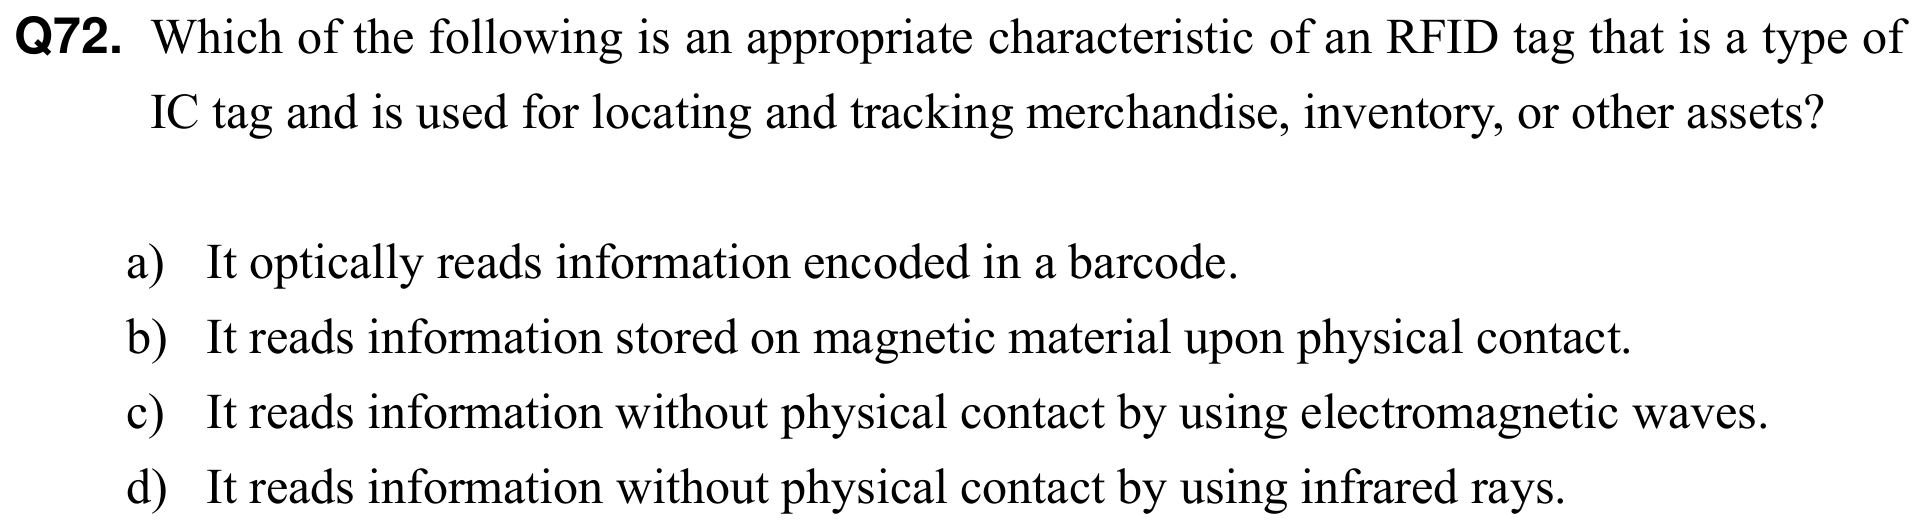 Q72. Which of the following is an appropriate characteristic of an RFID tag that is a type of
IC tag and is used for locating and tracking merchandise, inventory, or other assets?
a) It optically reads information encoded in a barcode.
b) It reads information stored on magnetic material upon physical contact.
c) It reads information without physical contact by using electromagnetic waves.
d) It reads information without physical contact by using infrared rays.